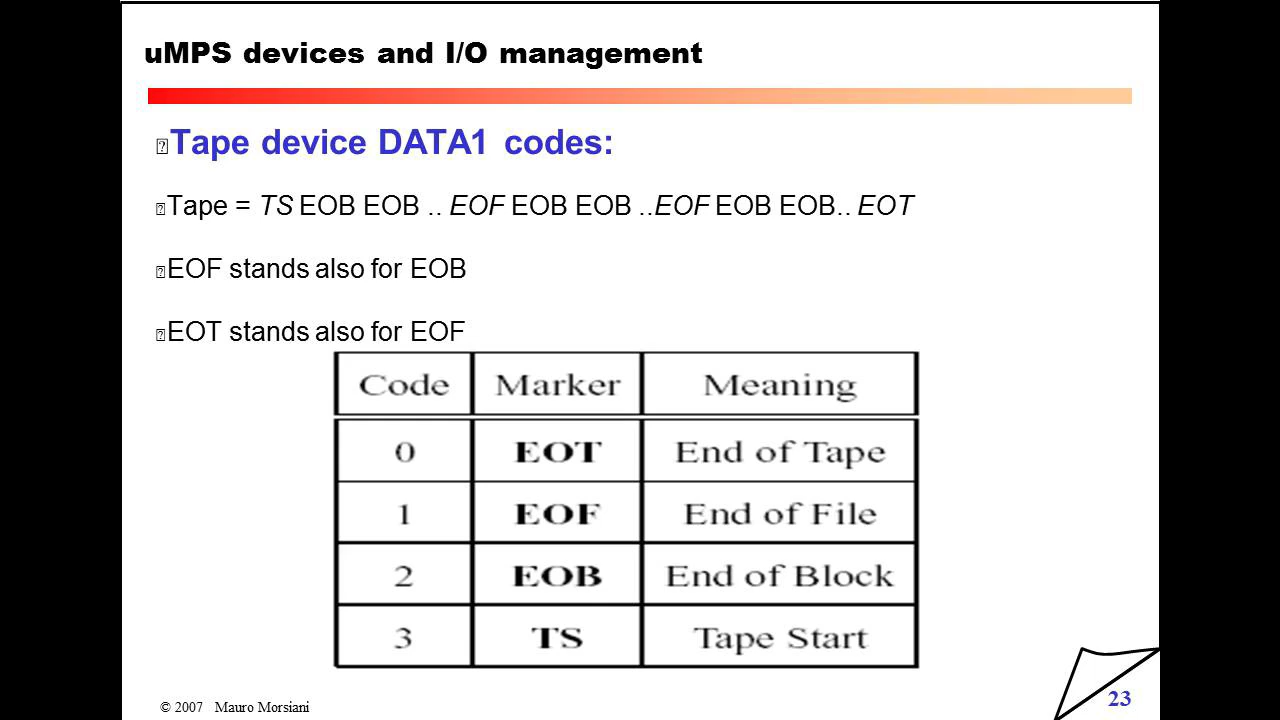 uMPS devices and I/O management
Tape device DATA1 codes:
Tape = TS EOB EOB .. EOF EOB EOB ..EOF EOB EOB.. EOT
EOF stands also for EOB
EOT stands also for EOF
Code Marker Meaning
0 EOT End of Tape
1 EOF End of File
2 EOB End of Block
3 TS Tape Start
© 2007 Mauro Morsiani
23